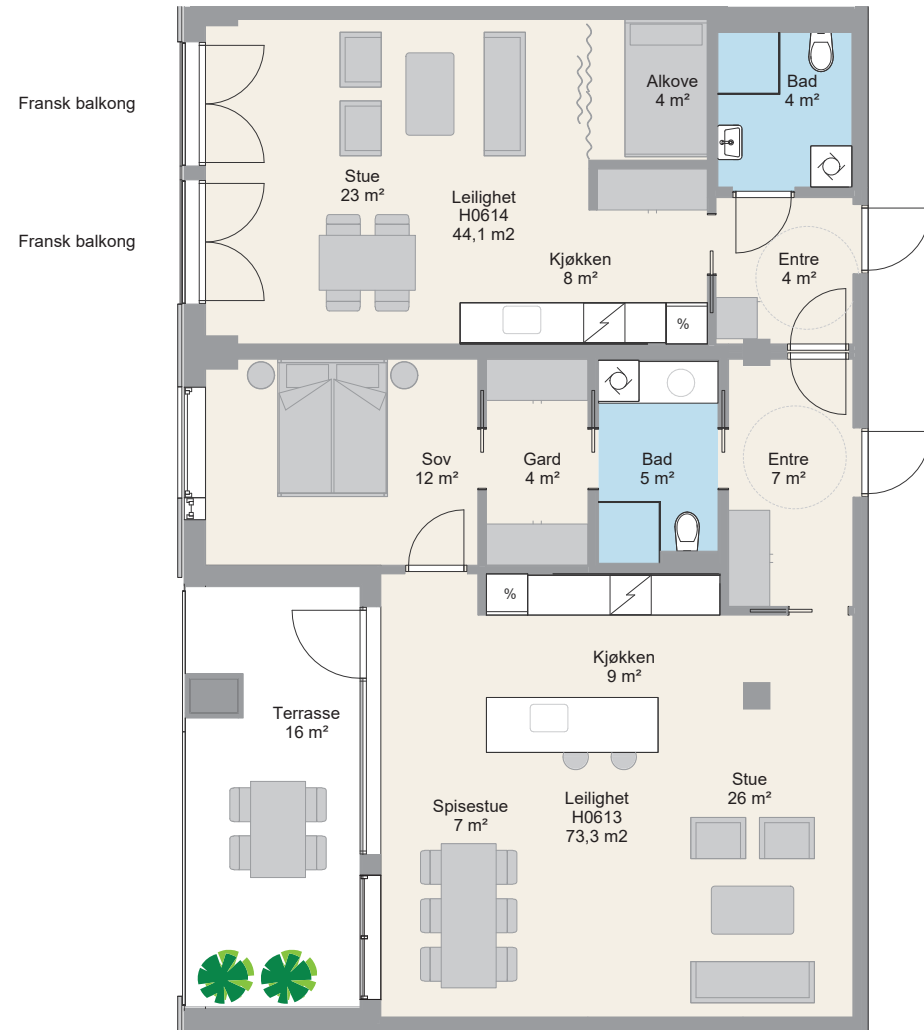 Fransk balkong
Fransk balkong
Alkove
4 m²
Bad
4 m²
Stue
23 m²
Leilighet
H0614
44,1 m2
Kjøkken
8 m²
Entre
4 m²
%
Sov
12 m²
Gard
4 m²
Bad
5 m²
Entre
7 m²
%
Kjøkken
9 m²
Terrasse
16 m²
Spisestue
7 m²
Leilighet
H0613
73,3 m2
Stue
26 m²